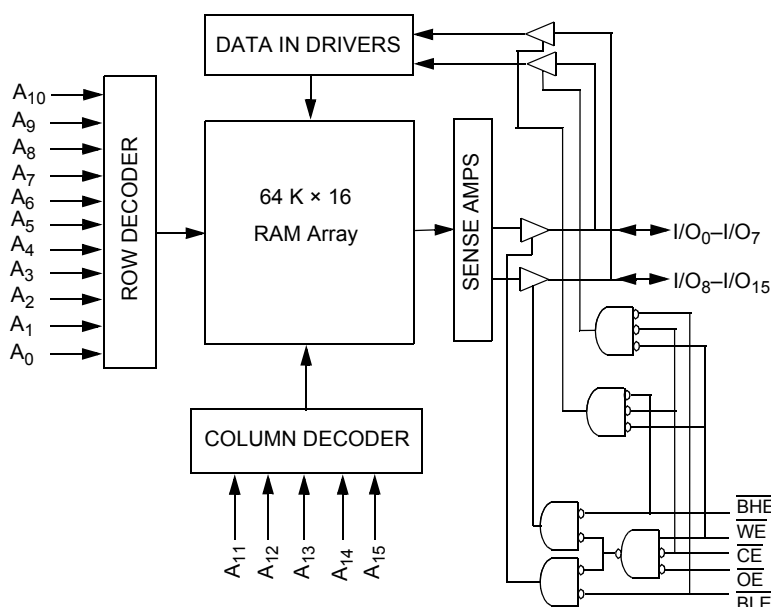 DATA IN DRIVERS
A10
A9
A8
A7
A6
A5
A4
A3
A2
A1
A0
ROW DECODER
64 K × 16
RAM Array
SENSE AMPS
I/O0–I/O7
I/O8–I/O15
COLUMN DECODER
A11
A12
A13
A14
A15
BHE
WE
CE
OE
BLE